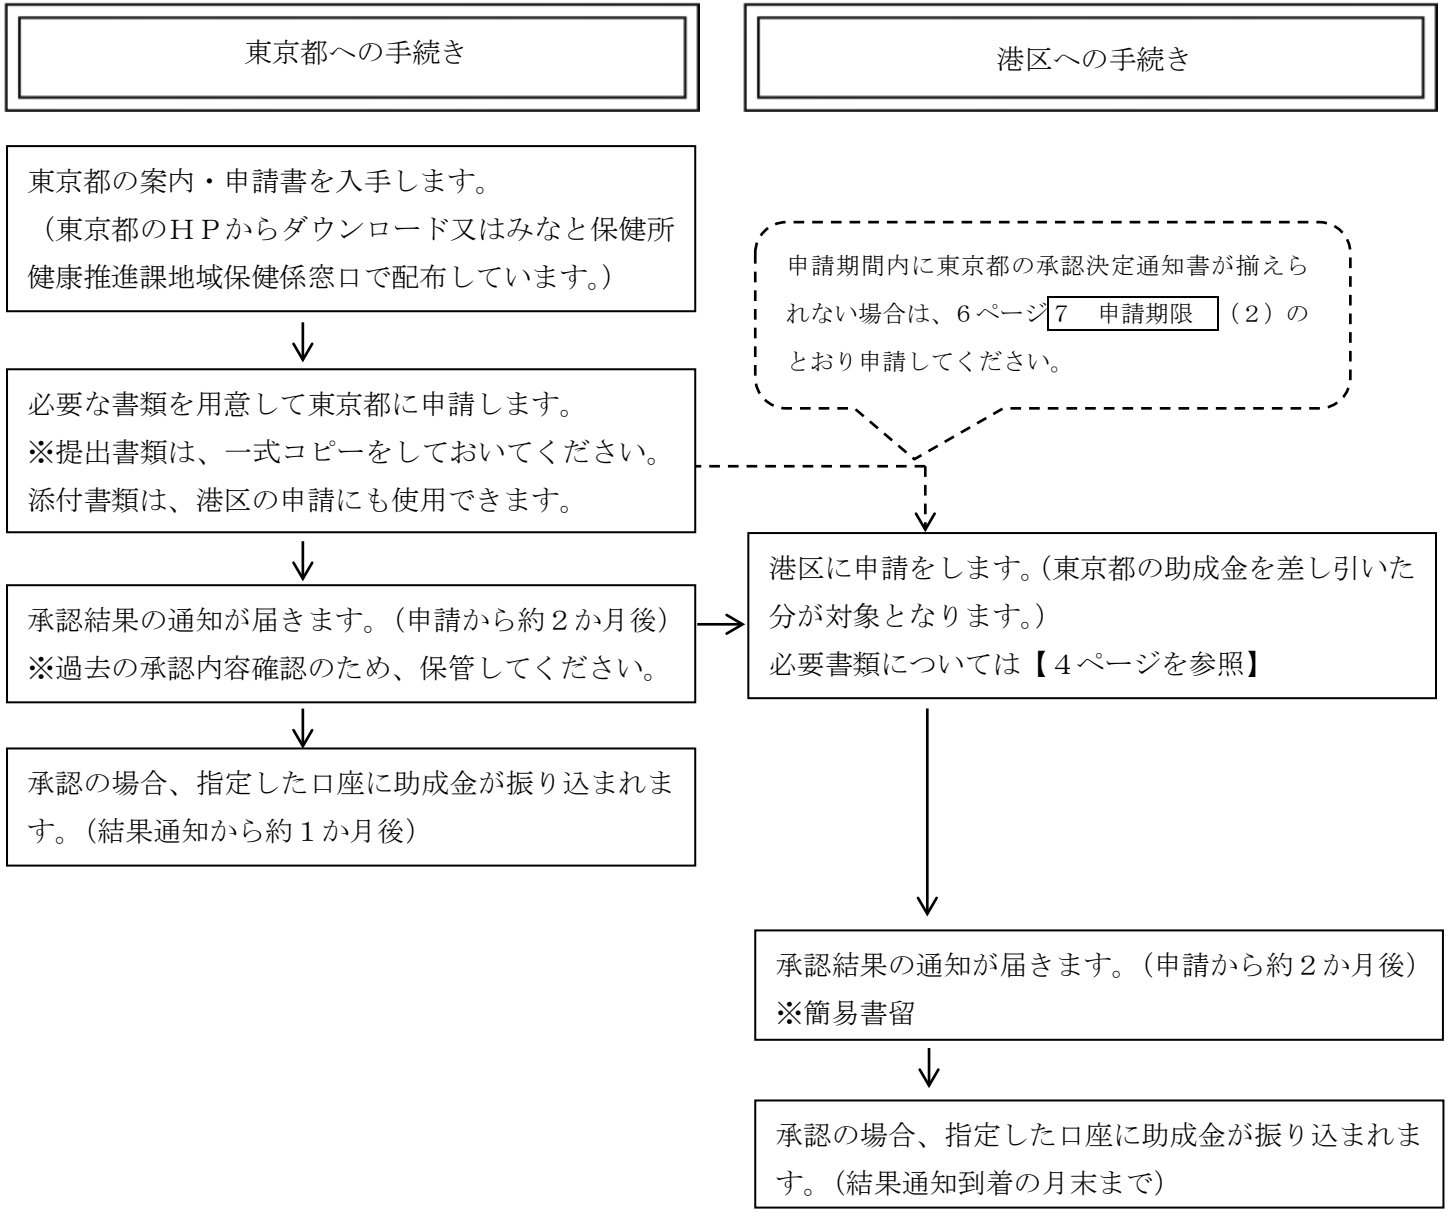 東京都への手続き
東京都の案内・申請書を入手します。
（東京都のＨＰからダウンロード又はみなと保健所
健康推進課地域保健係窓口で配布しています。）
必要な書類を用意して東京都に申請します。
※提出書類は、一式コピーをしておいてください。
添付書類は、港区の申請にも使用できます。
承認結果の通知が届きます。（申請から約２か月後）
※過去の承認内容確認のため、保管してください。
承認の場合、指定した口座に助成金が振り込まれま
す。（結果通知から約１か月後）
港区への手続き
申請期間内に東京都の承認決定通知書が揃えら
れない場合は、６ページ７　申請期限　（２）の
とおり申請してください。
港区に申請をします。（東京都の助成金を差し引いた
分が対象となります。）
必要書類については【４ページを参照】
承認結果の通知が届きます。（申請から約２か月後）
※簡易書留
承認の場合、指定した口座に助成金が振り込まれま
す。（結果通知到着の月末まで）